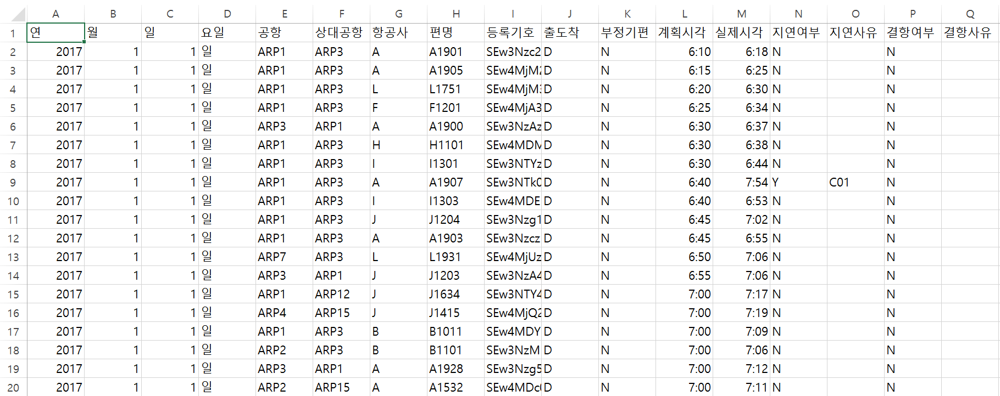 A B C D E F G H I J K L M N O P Q
1 연 월 일 요일 공항 상대공항 항공사 편명 등록기호 출도착 부정기편 계획시각 실제시각 지연여부 지연사유 결항여부 결항사유
2 2017 1 1 일 ARP1 ARP3 A A1901 SEw3Nzc2 D N 6:10 6:18 N N
3 2017 1 1 일 ARP1 ARP3 A A1905 SEw4MjM2 D N 6:15 6:25 N N
4 2017 1 1 일 ARP1 ARP3 L L1751 SEw4MjM3 D N 6:20 6:30 N N
5 2017 1 1 일 ARP1 ARP3 F F1201 SEw4MjA3 D N 6:25 6:34 N N
6 2017 1 1 일 ARP3 ARP1 A A1900 SEw3NzAz D N 6:30 6:37 N N
7 2017 1 1 일 ARP1 ARP3 H H1101 SEw4MDM D N 6:30 6:38 N N
8 2017 1 1 일 ARP1 ARP3 I I1301 SEw3NTYz D N 6:30 6:44 N N
9 2017 1 1 일 ARP1 ARP3 A A1907 SEw3NTk0 D N 6:40 7:54 Y C01 N
10 2017 1 1 일 ARP1 ARP3 I I1303 SEw4MDE D N 6:40 6:53 N N
11 2017 1 1 일 ARP1 ARP3 J J1204 SEw3Nzg1 D N 6:45 7:02 N N
12 2017 1 1 일 ARP1 ARP3 A A1903 SEw3Nzcz D N 6:45 6:55 N N
13 2017 1 1 일 ARP7 ARP3 L L1931 SEw4MjUz D N 6:50 7:06 N N
14 2017 1 1 일 ARP3 ARP1 J J1203 SEw3NzA4 D N 6:55 7:06 N N
15 2017 1 1 일 ARP1 ARP12 J J1634 SEw3NTY4 D N 7:00 7:17 N N
16 2017 1 1 일 ARP4 ARP15 J J1415 SEw4MjQ2 D N 7:00 7:19 N N
17 2017 1 1 일 ARP1 ARP3 B B1011 SEw4MDY D N 7:00 7:09 N N
18 2017 1 1 일 ARP2 ARP3 B B1101 SEw3NzM D N 7:00 7:06 N N
19 2017 1 1 일 ARP3 ARP1 A A1928 SEw3Nzg5 D N 7:00 7:12 N N
20 2017 1 1 일 ARP2 ARP15 A A1532 SEw4MDc D N 7:00 7:11 N N